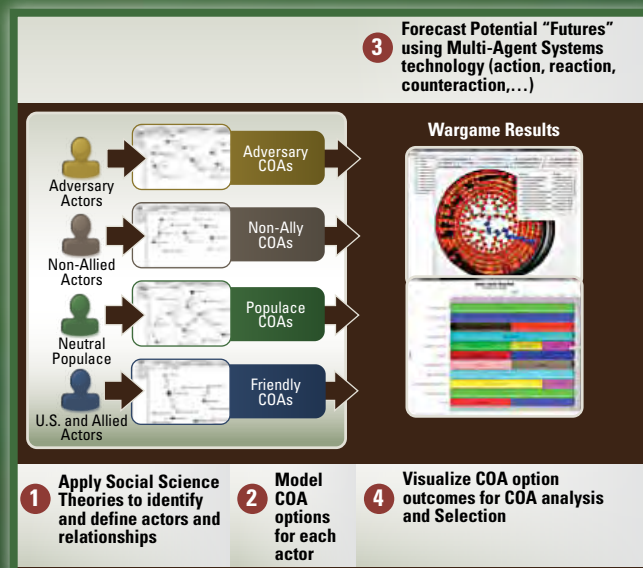 3
Forecast Potential “Futures”
using Multi-Agent Systems
technology (action, reaction,
counteraction,…)
Adversary
Actors
Adversary
COAs
Non-Allied
Actors
Non-Ally
COAs
Neutral
Populace
Populace
COAs
U.S. and Allied
Actors
Friendly
COAs
Wargame Results
1
Apply Social Science
Theories to identify
and define actors and
relationships
2
Model
COA
options
for each
actor
4
Visualize COA option
outcomes for COA analysis
and Selection